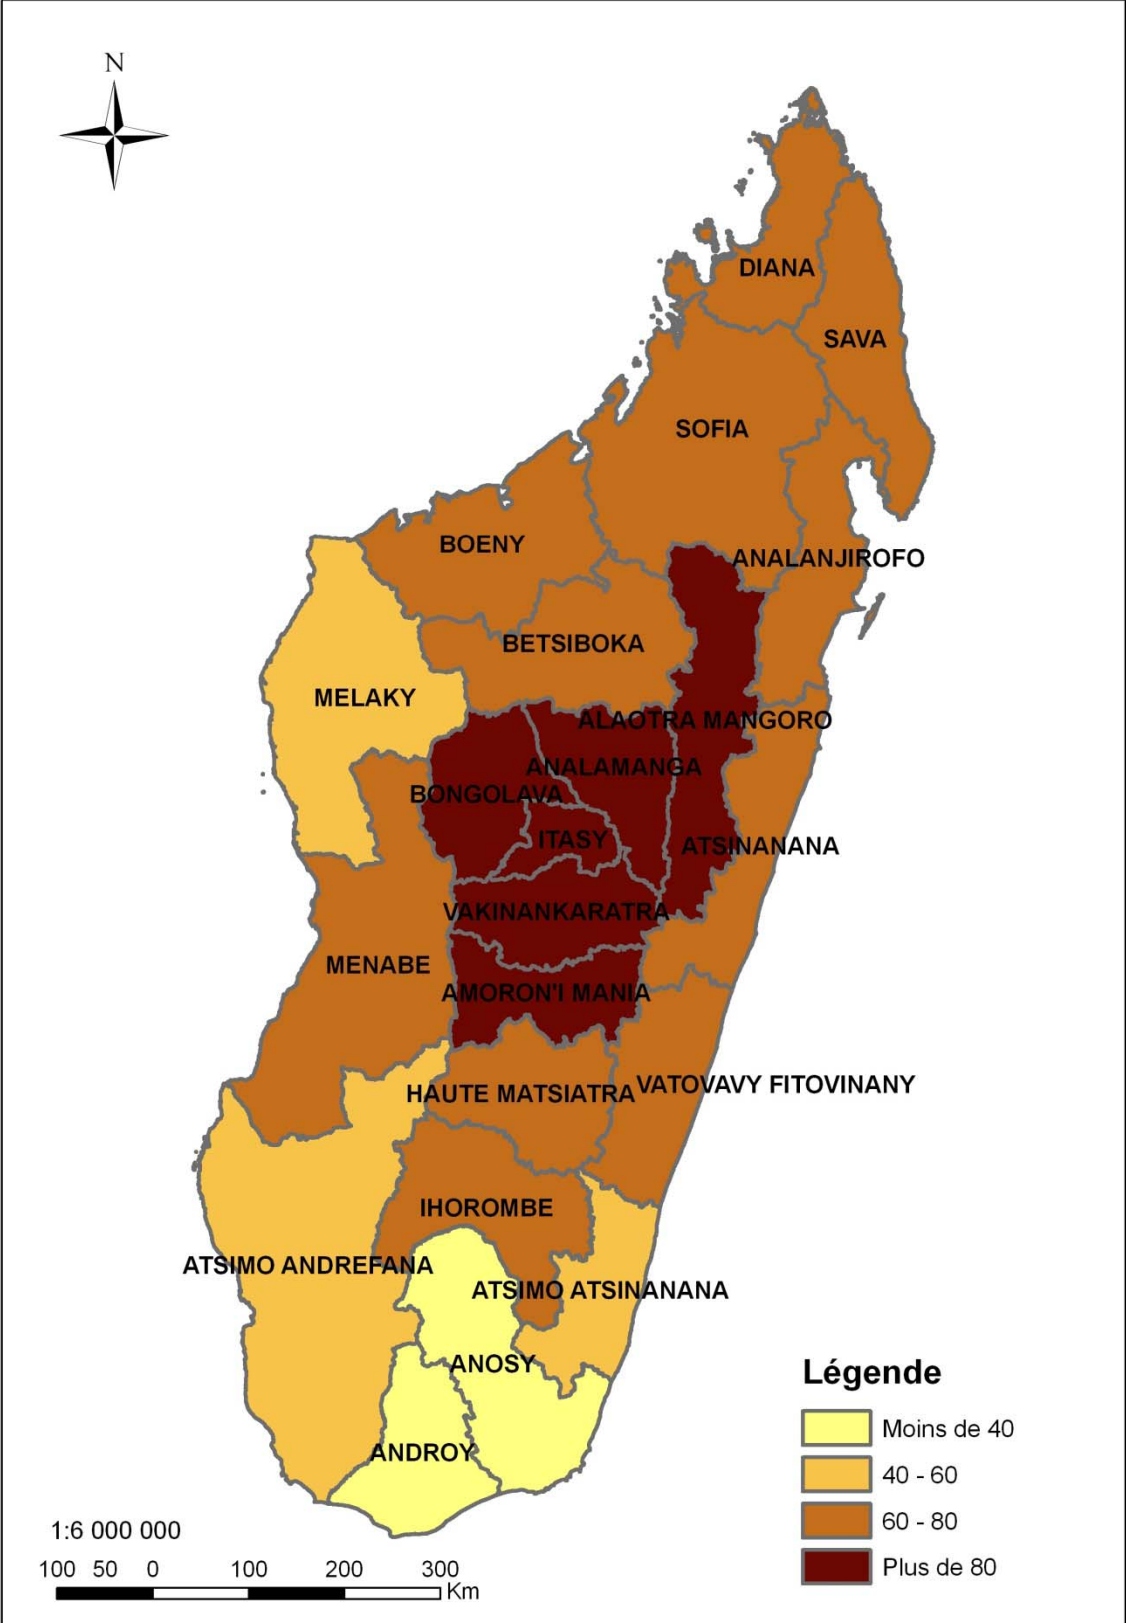 N
DIANA
SAVA
SOFIA
BOENY
ANALANJIROFO
BETSIBOKA
MELAKY
ALAOTRA MANGORO
ANALAMANGA
BONGOLAVA
ITASY
ATSINANANA
VAKINANKARATRA
MENABE
AMORON'I MANIA
HAUTE MATSIATRA
VATOVAVY FITOVINANY
IHOROMBE
ATSIMO ANDREFANA
ATSIMO ATSINANANA
ANOSY
ANDROY
Légende
Moins de 40
40 - 60
60 - 80
Plus de 80
1:6 000 000
100 50 0 100 200 300
Km